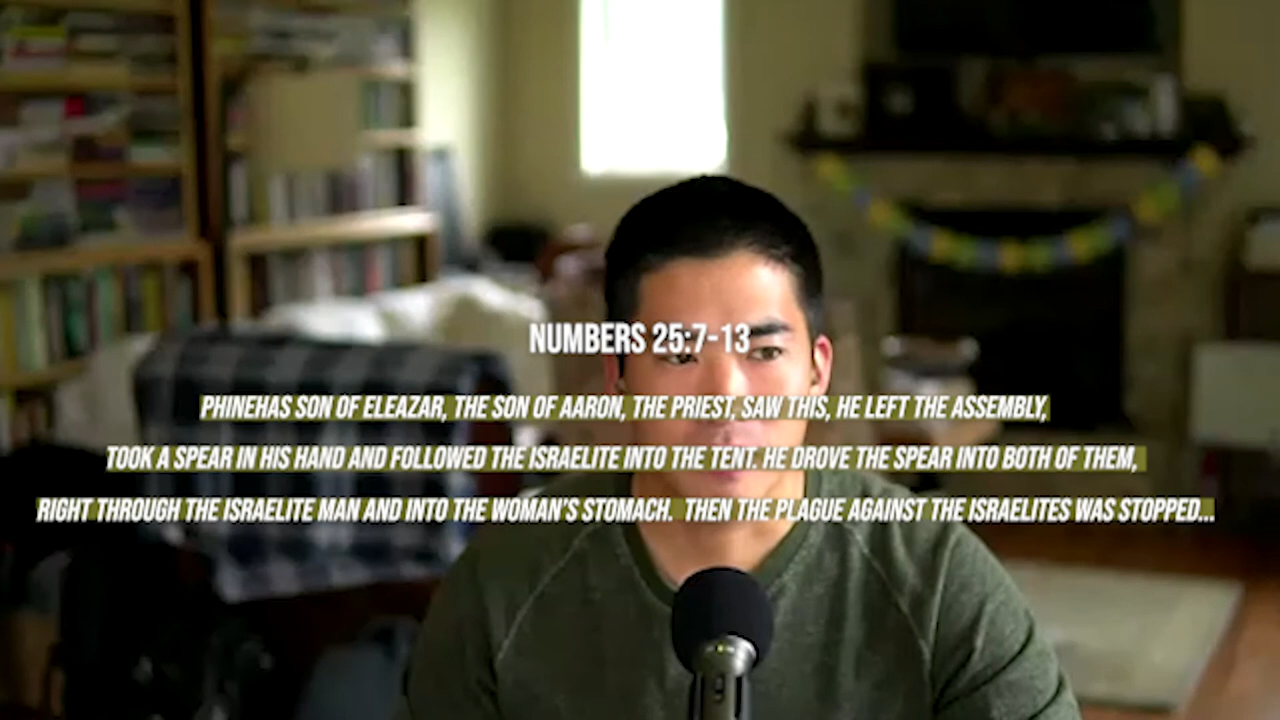 NUMBERS 25:7-13
PHINEHAS SON OF ELEAZAR, THE SON OF AARON, THE PRIEST, SAW THIS, HE LEFT THE ASSEMBLY,
TOOK A SPEAR IN HIS HAND AND FOLLOWED THE ISRAELITE INTO THE TENT. HE DROVE THE SPEAR INTO BOTH OF THEM,
RIGHT THROUGH THE ISRAELITE MAN AND INTO THE WOMAN'S STOMACH. THEN THE PLAGUE AGAINST THE ISRAELITES WAS STOPPED...